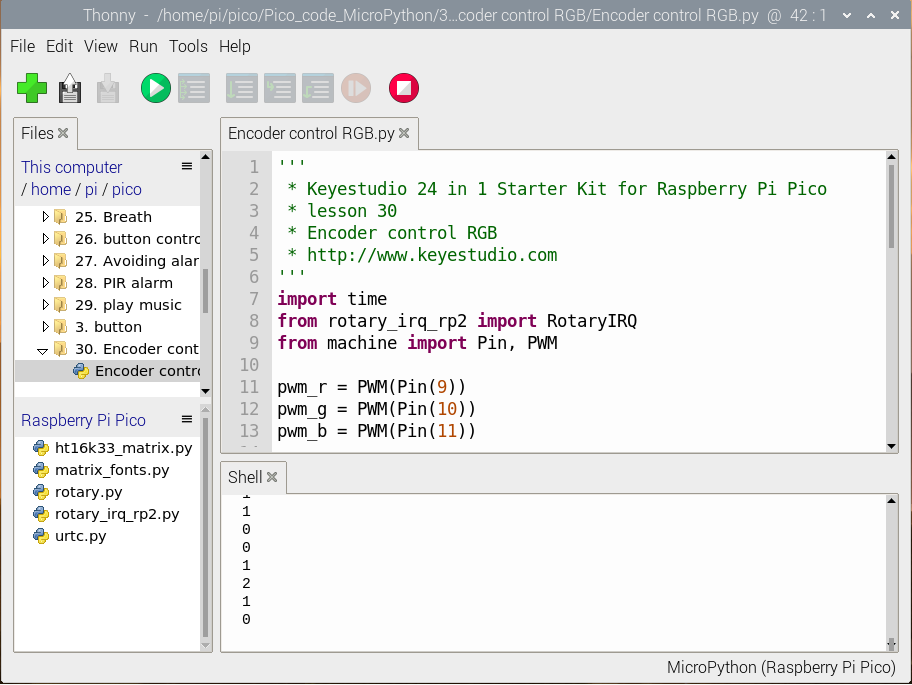 Thonny - /home/pi/pico/Pico_code_MicroPython/3...coder control RGB/Encoder control RGB.py @ 42 : 1
File Edit View Run Tools Help
Files
This computer
/ home / pi / pico
25. Breath
26. button contro
27. Avoiding alar
28. PIR alarm
29. play music
3. button
30. Encoder cont
Encoder contro
Raspberry Pi Pico
ht16k33_matrix.py
matrix_fonts.py
rotary.py
rotary_irq_rp2.py
urtc.py
Encoder control RGB.py
1 '''
2 * Keyestudio 24 in 1 Starter Kit for Raspberry Pi Pico
3 * lesson 30
4 * Encoder control RGB
5 * http://www.keyestudio.com
6 '''
7 import time
8 from rotary_irq_rp2 import RotaryIRQ
9 from machine import Pin, PWM
10
11 pwm_r = PWM(Pin(9))
12 pwm_g = PWM(Pin(10))
13 pwm_b = PWM(Pin(11))
Shell
1
1
0
0
1
2
1
0
MicroPython (Raspberry Pi Pico)